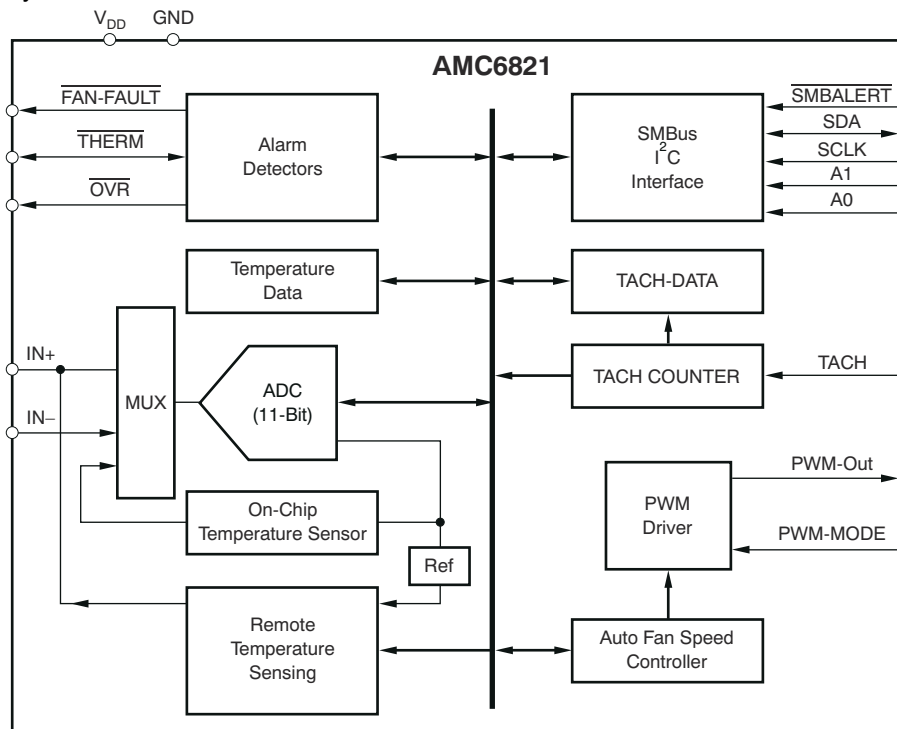 V_DD GND
AMC6821
FAN-FAULT
THERM
OVR
Alarm
Detectors
SMBus
I²C
Interface
SMBALERT
SDA
SCLK
A1
A0
Temperature
Data
TACH-DATA
IN+
IN−
MUX
ADC
(11-Bit)
TACH COUNTER
TACH
On-Chip
Temperature Sensor
Ref
PWM
Driver
PWM-Out
PWM-MODE
Remote
Temperature
Sensing
Auto Fan Speed
Controller